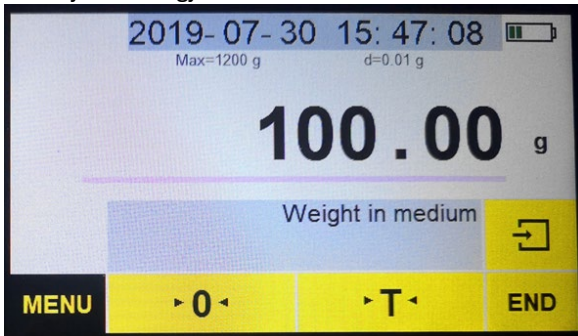 2019-07-30 15:47:08
Max=1200 g d=0.01 g
100.00 g
Weight in medium
MENU ▸0◂ ▸T◂ END